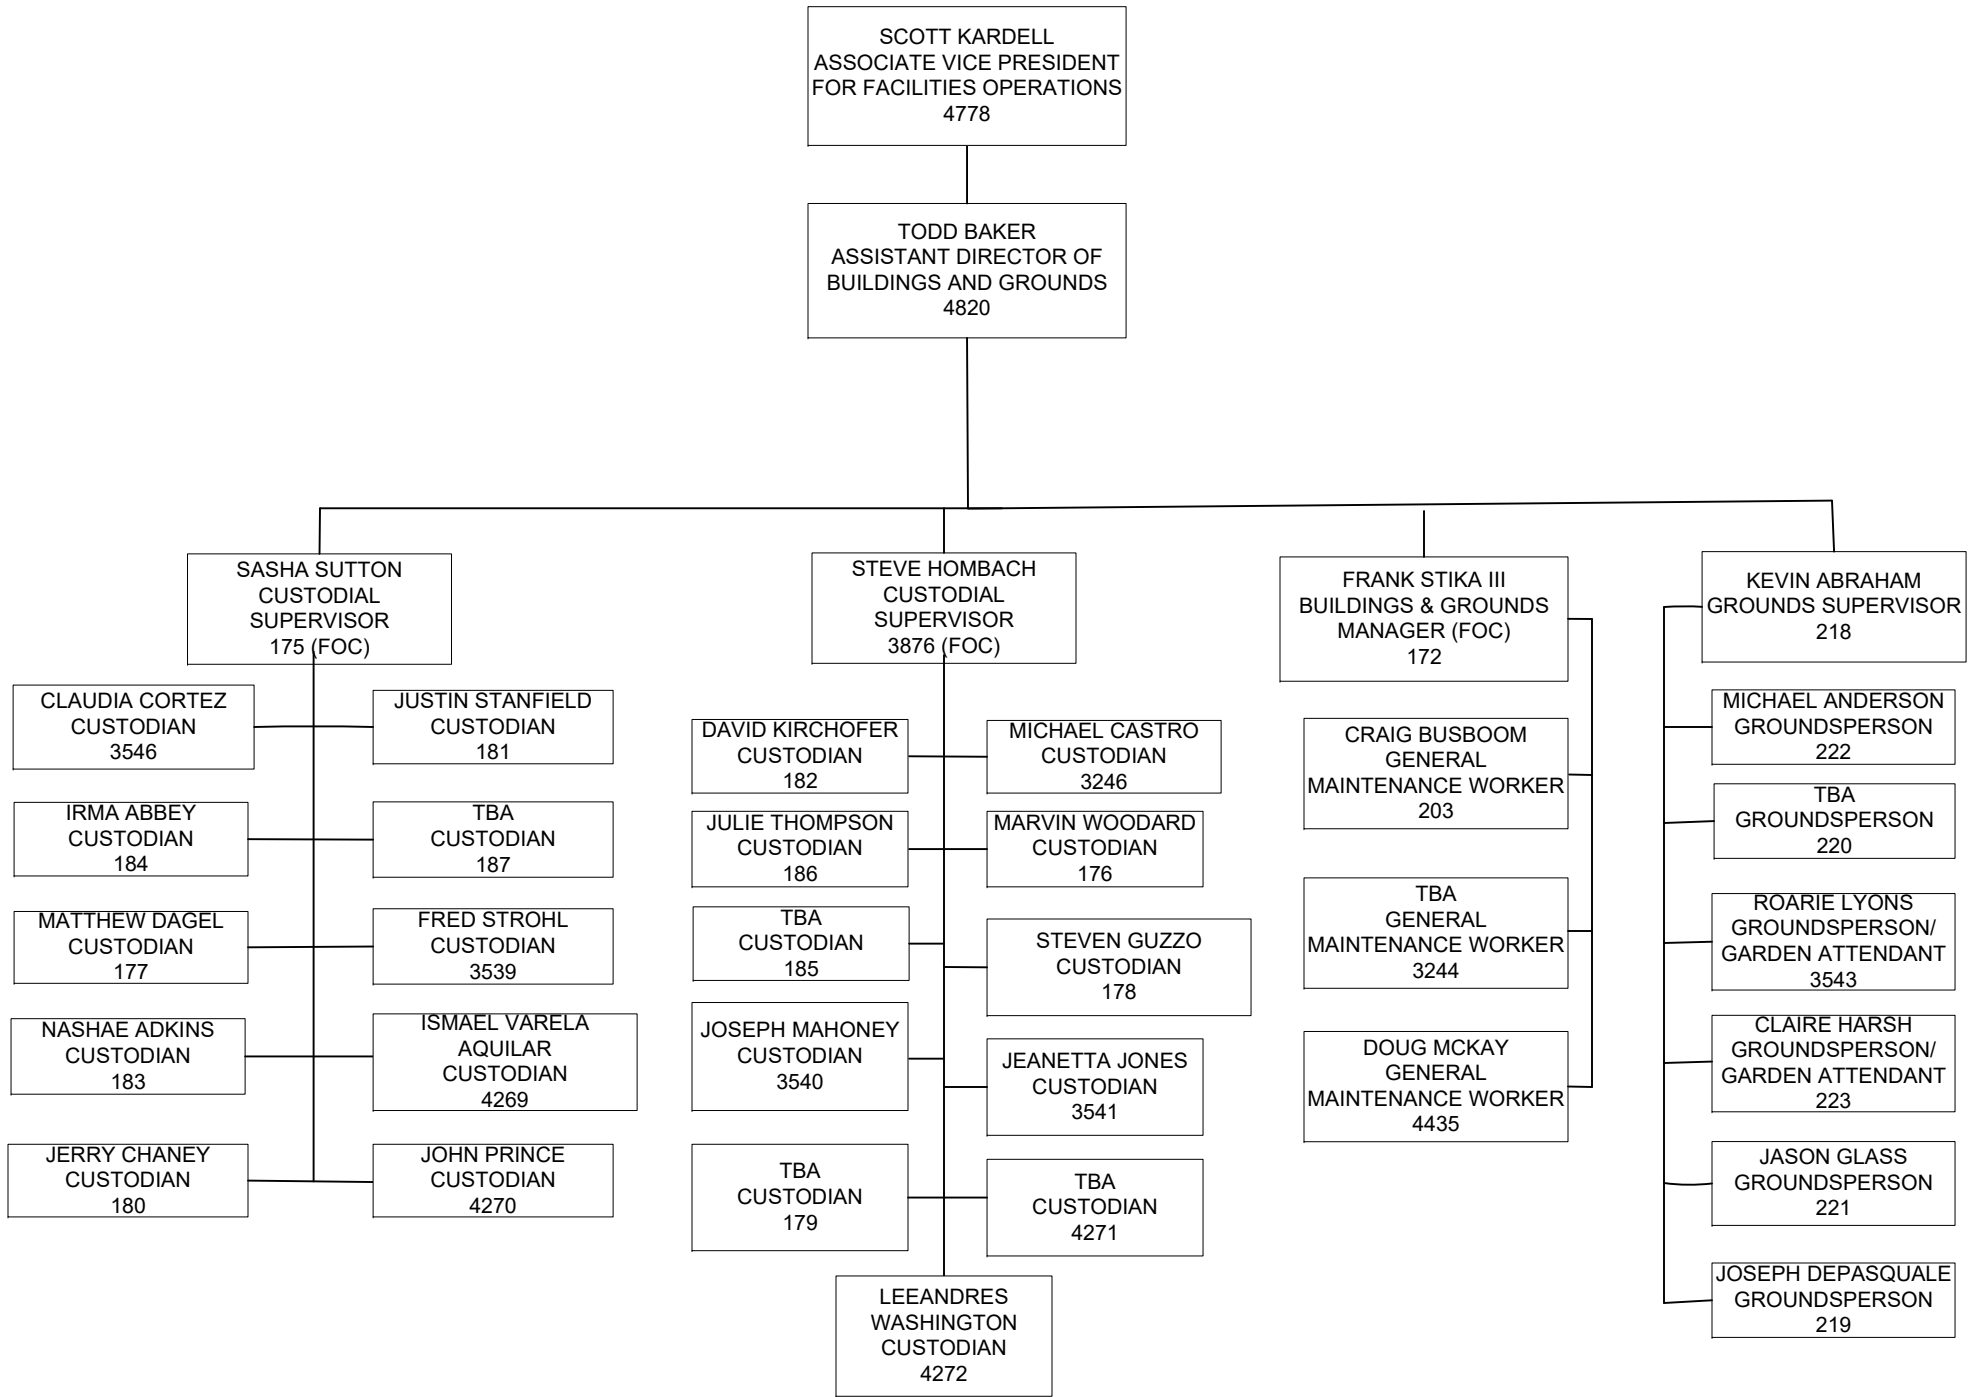 SCOTT KARDELL
ASSOCIATE VICE PRESIDENT
FOR FACILITIES OPERATIONS
4778
TODD BAKER
ASSISTANT DIRECTOR OF
BUILDINGS AND GROUNDS
4820
SASHA SUTTON
CUSTODIAL
SUPERVISOR
175 (FOC)
CLAUDIA CORTEZ
CUSTODIAN
3546
JUSTIN STANFIELD
CUSTODIAN
181
IRMA ABBEY
CUSTODIAN
184
TBA
CUSTODIAN
187
MATTHEW DAGEL
CUSTODIAN
177
FRED STROHL
CUSTODIAN
3539
NASHAE ADKINS
CUSTODIAN
183
ISMAEL VARELA
AQUILAR
CUSTODIAN
4269
JERRY CHANEY
CUSTODIAN
180
JOHN PRINCE
CUSTODIAN
4270
STEVE HOMBACH
CUSTODIAL
SUPERVISOR
3876 (FOC)
DAVID KIRCHOFER
CUSTODIAN
182
MICHAEL CASTRO
CUSTODIAN
3246
JULIE THOMPSON
CUSTODIAN
186
MARVIN WOODARD
CUSTODIAN
176
TBA
CUSTODIAN
185
STEVEN GUZZO
CUSTODIAN
178
JOSEPH MAHONEY
CUSTODIAN
3540
JEANETTA JONES
CUSTODIAN
3541
TBA
CUSTODIAN
179
TBA
CUSTODIAN
4271
LEEANDRES
WASHINGTON
CUSTODIAN
4272
FRANK STIKA III
BUILDINGS & GROUNDS
MANAGER (FOC)
172
CRAIG BUSBOOM
GENERAL
MAINTENANCE WORKER
203
TBA
GENERAL
MAINTENANCE WORKER
3244
DOUG MCKAY
GENERAL
MAINTENANCE WORKER
4435
KEVIN ABRAHAM
GROUNDS SUPERVISOR
218
MICHAEL ANDERSON
GROUNDSPERSON
222
TBA
GROUNDSPERSON
220
ROARIE LYONS
GROUNDSPERSON/
GARDEN ATTENDANT
3543
CLAIRE HARSH
GROUNDSPERSON/
GARDEN ATTENDANT
223
JASON GLASS
GROUNDSPERSON
221
JOSEPH DEPASQUALE
GROUNDSPERSON
219